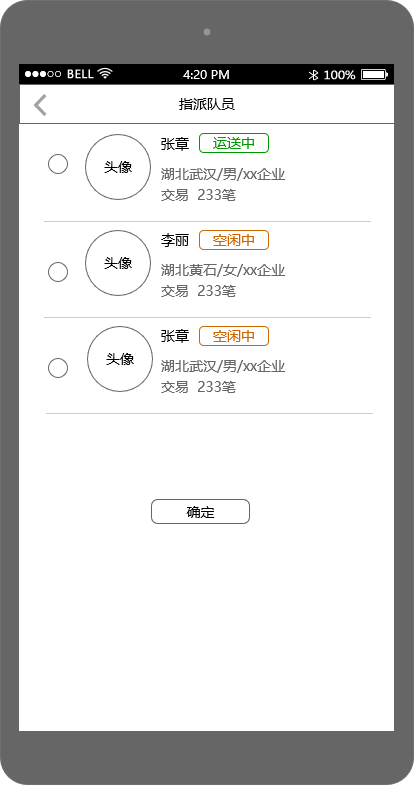 BELL 4:20 PM 100%
指派队员
头像
张章 运送中
湖北武汉/男/xx企业
交易 233笔
头像
李丽 空闲中
湖北黄石/女/xx企业
交易 233笔
头像
张章 空闲中
湖北武汉/男/xx企业
交易 233笔
确定